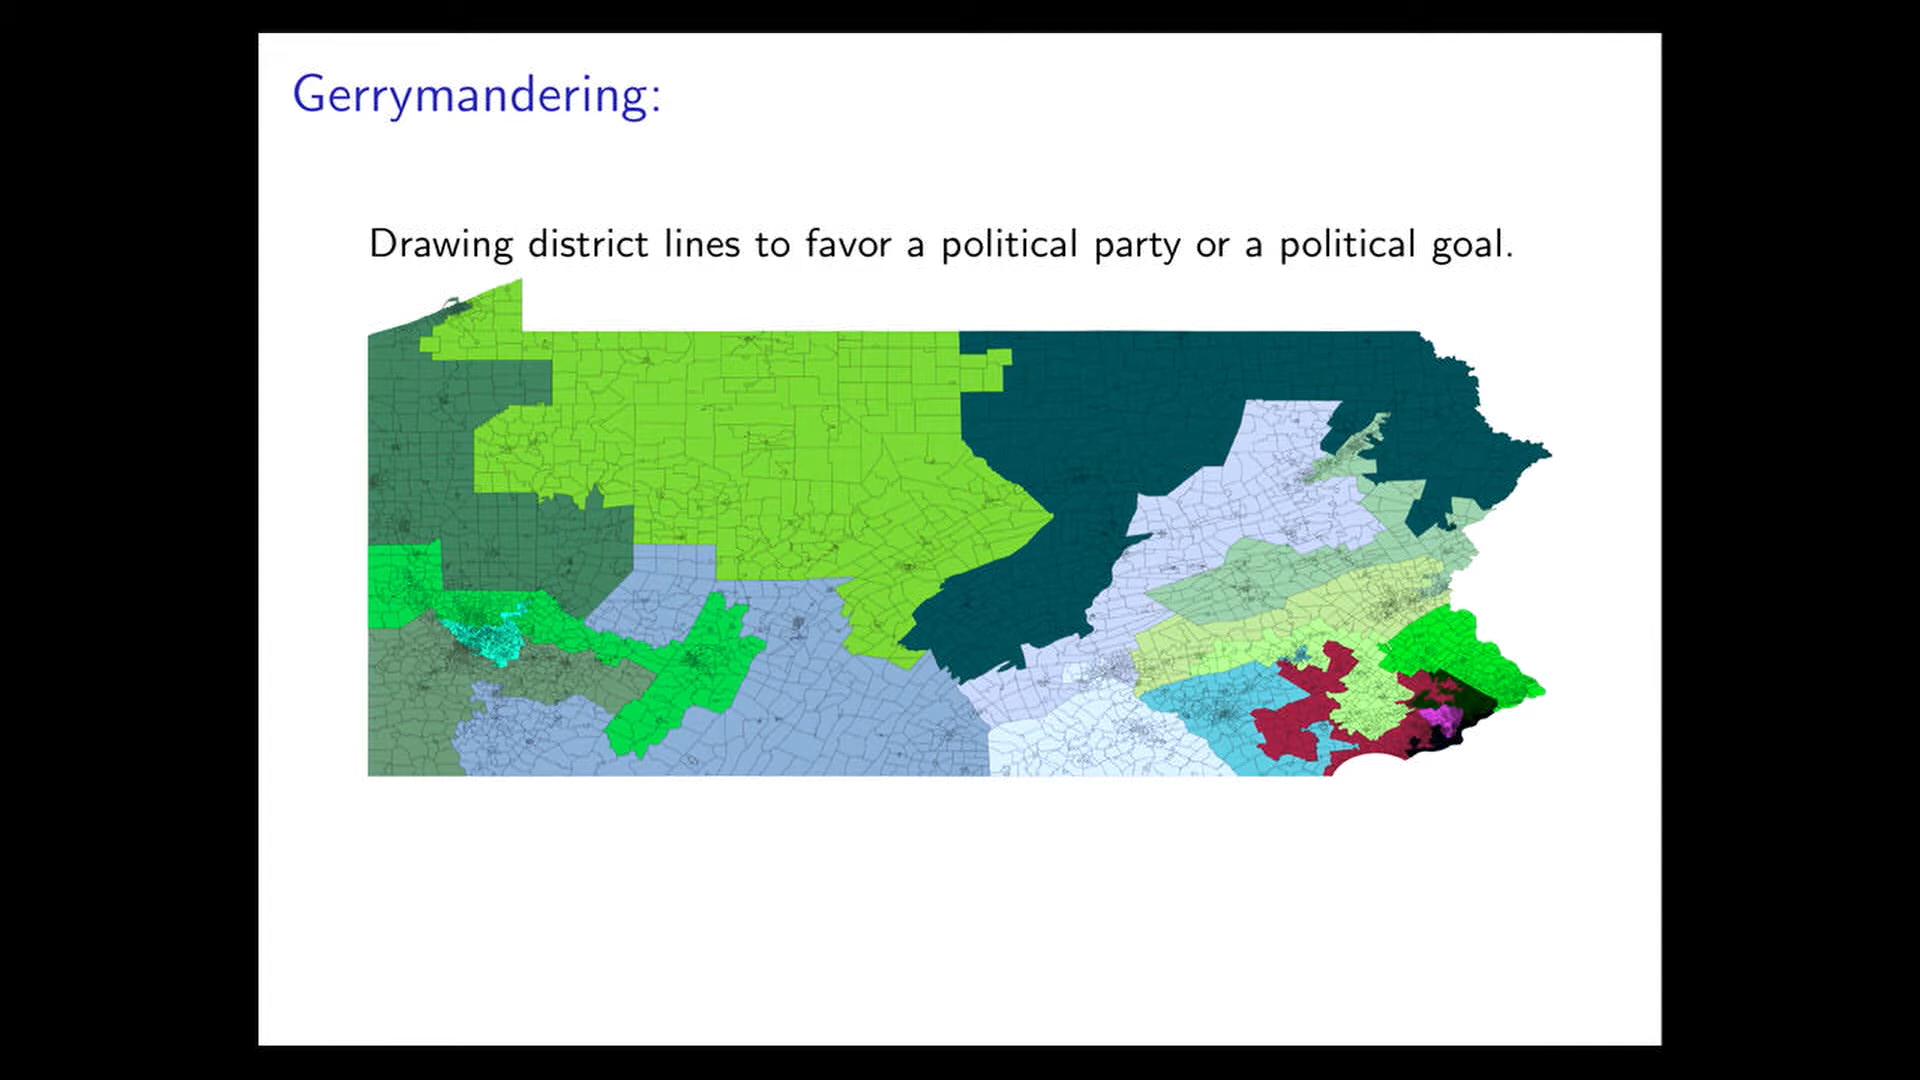 Gerrymandering:
Drawing district lines to favor a political party or a political goal.